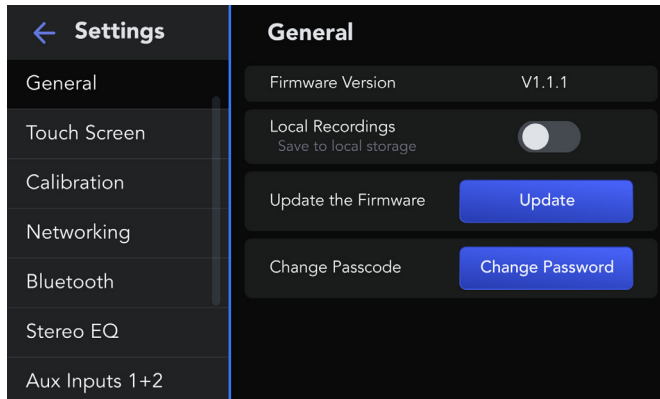 Settings
General
Touch Screen
Calibration
Networking
Bluetooth
Stereo EQ
Aux Inputs 1+2
General
Firmware Version V1.1.1
Local Recordings
Save to local storage
Update the Firmware Update
Change Passcode Change Password